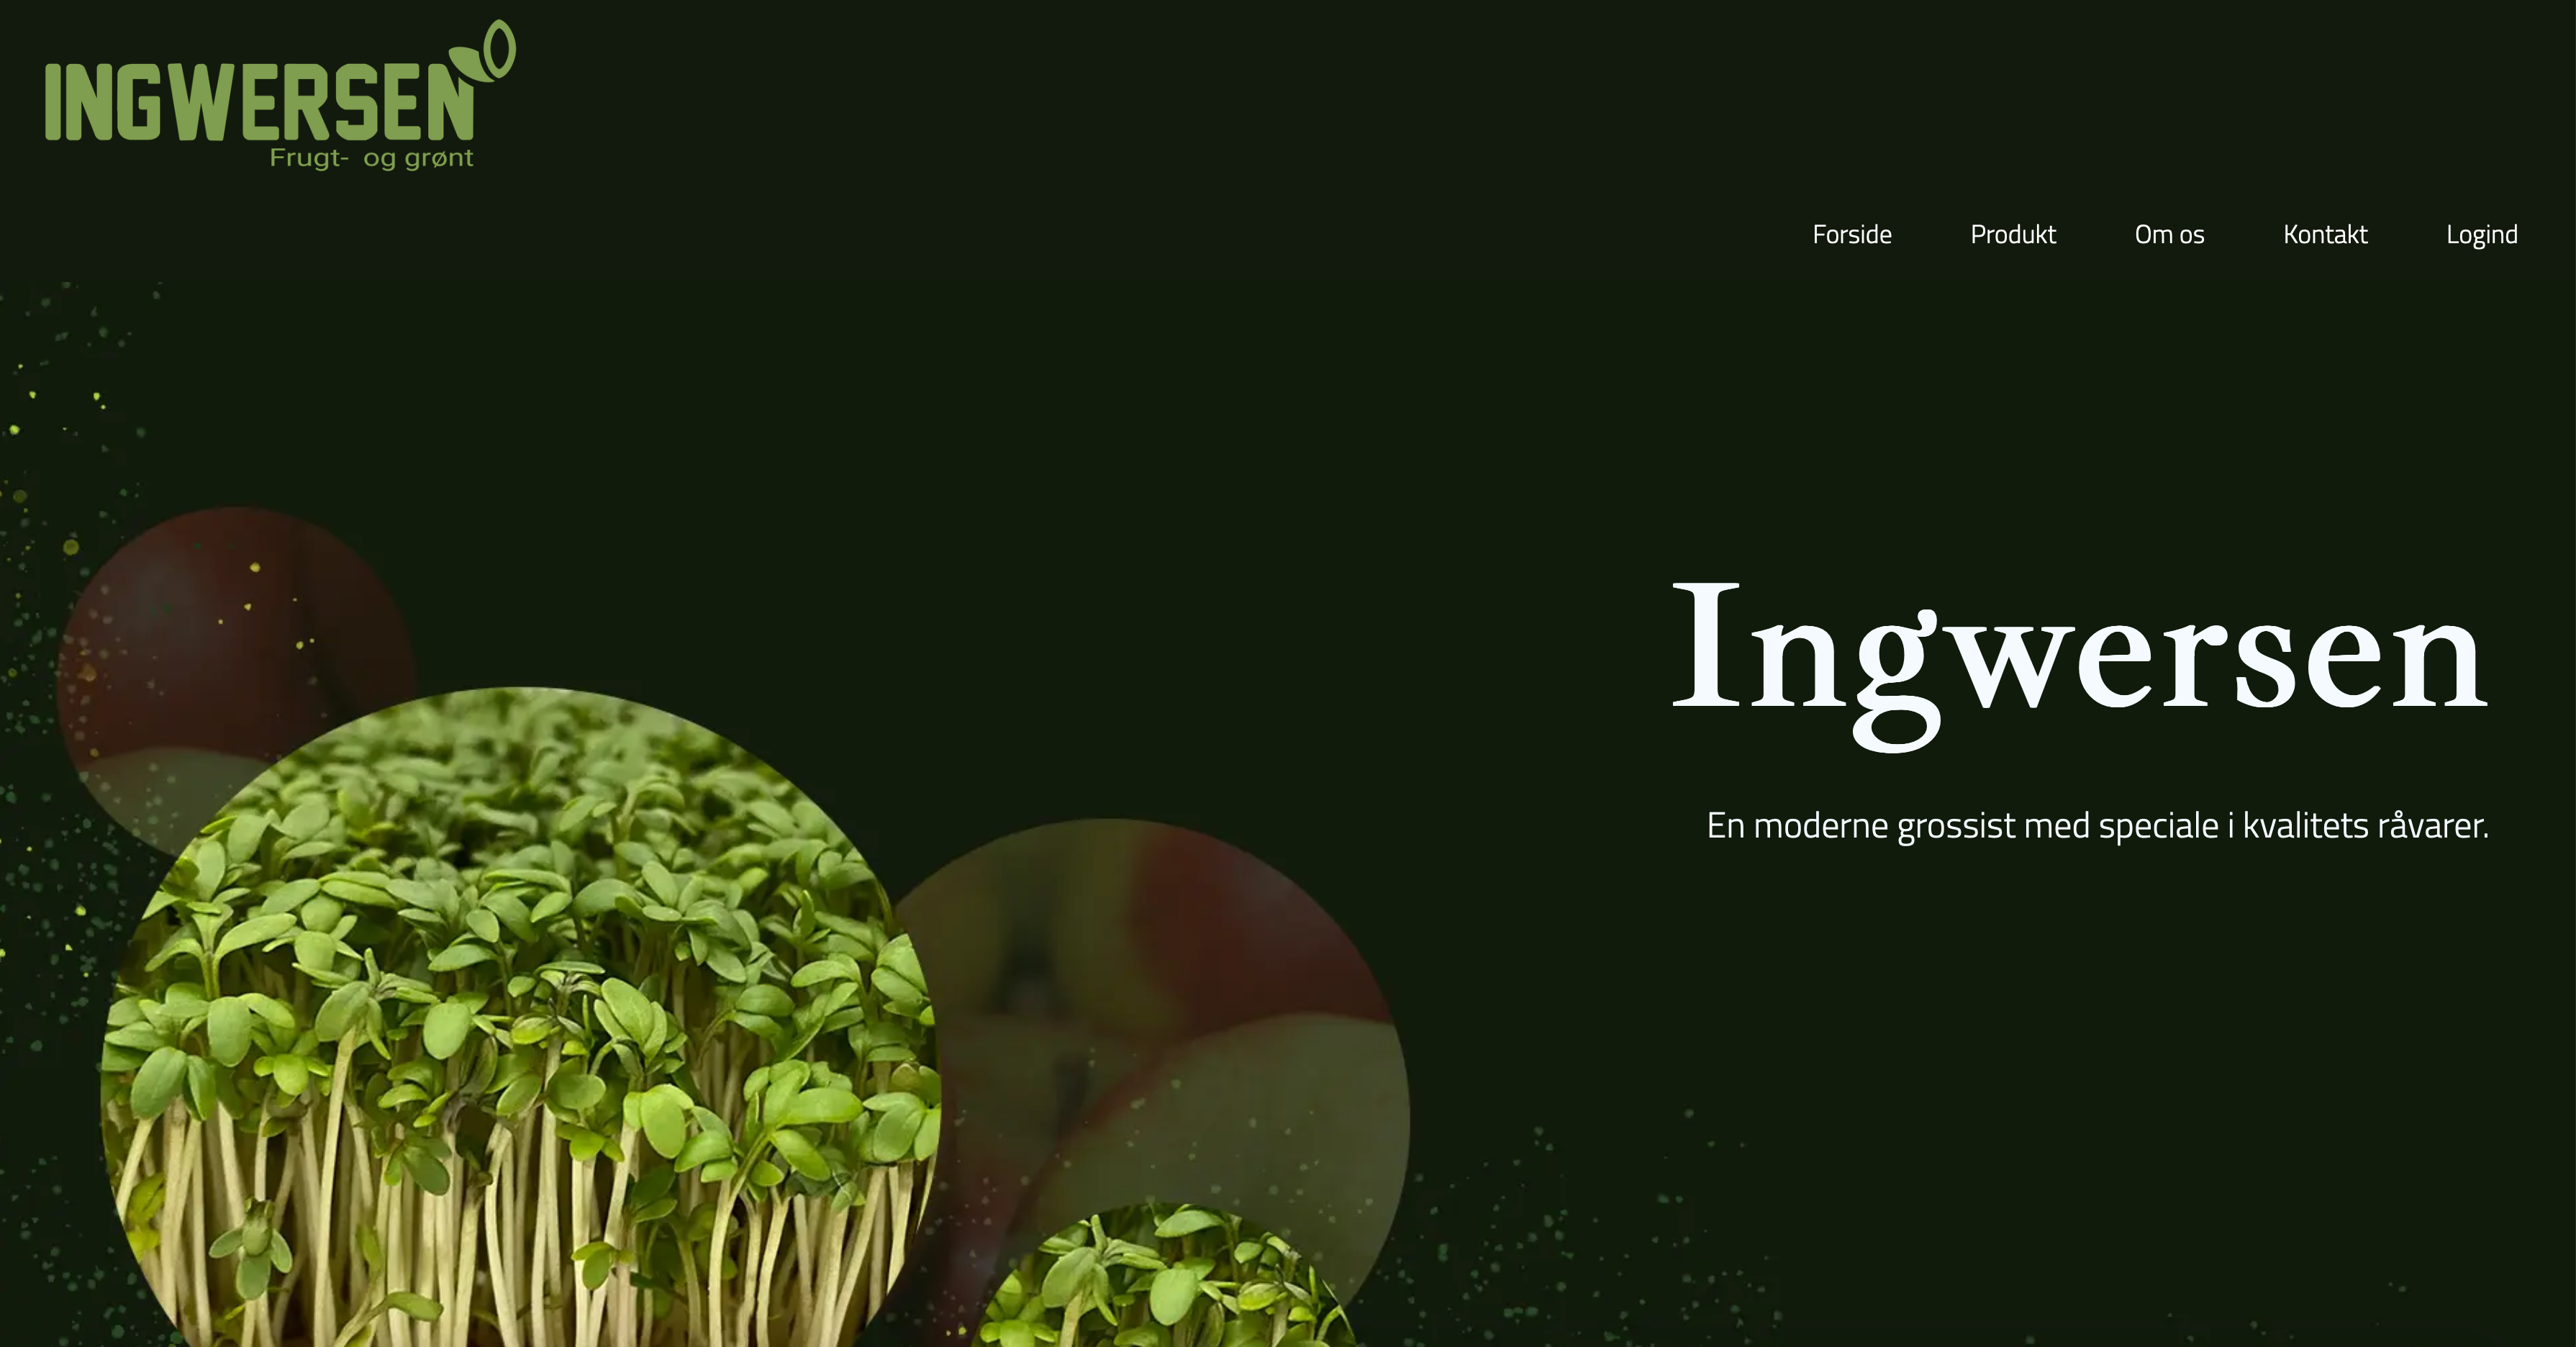 INGWERSEN
Frugt- og grønt
Forside Produkt Om os Kontakt Logind
Ingwersen
En moderne grossist med speciale i kvalitets råvarer.